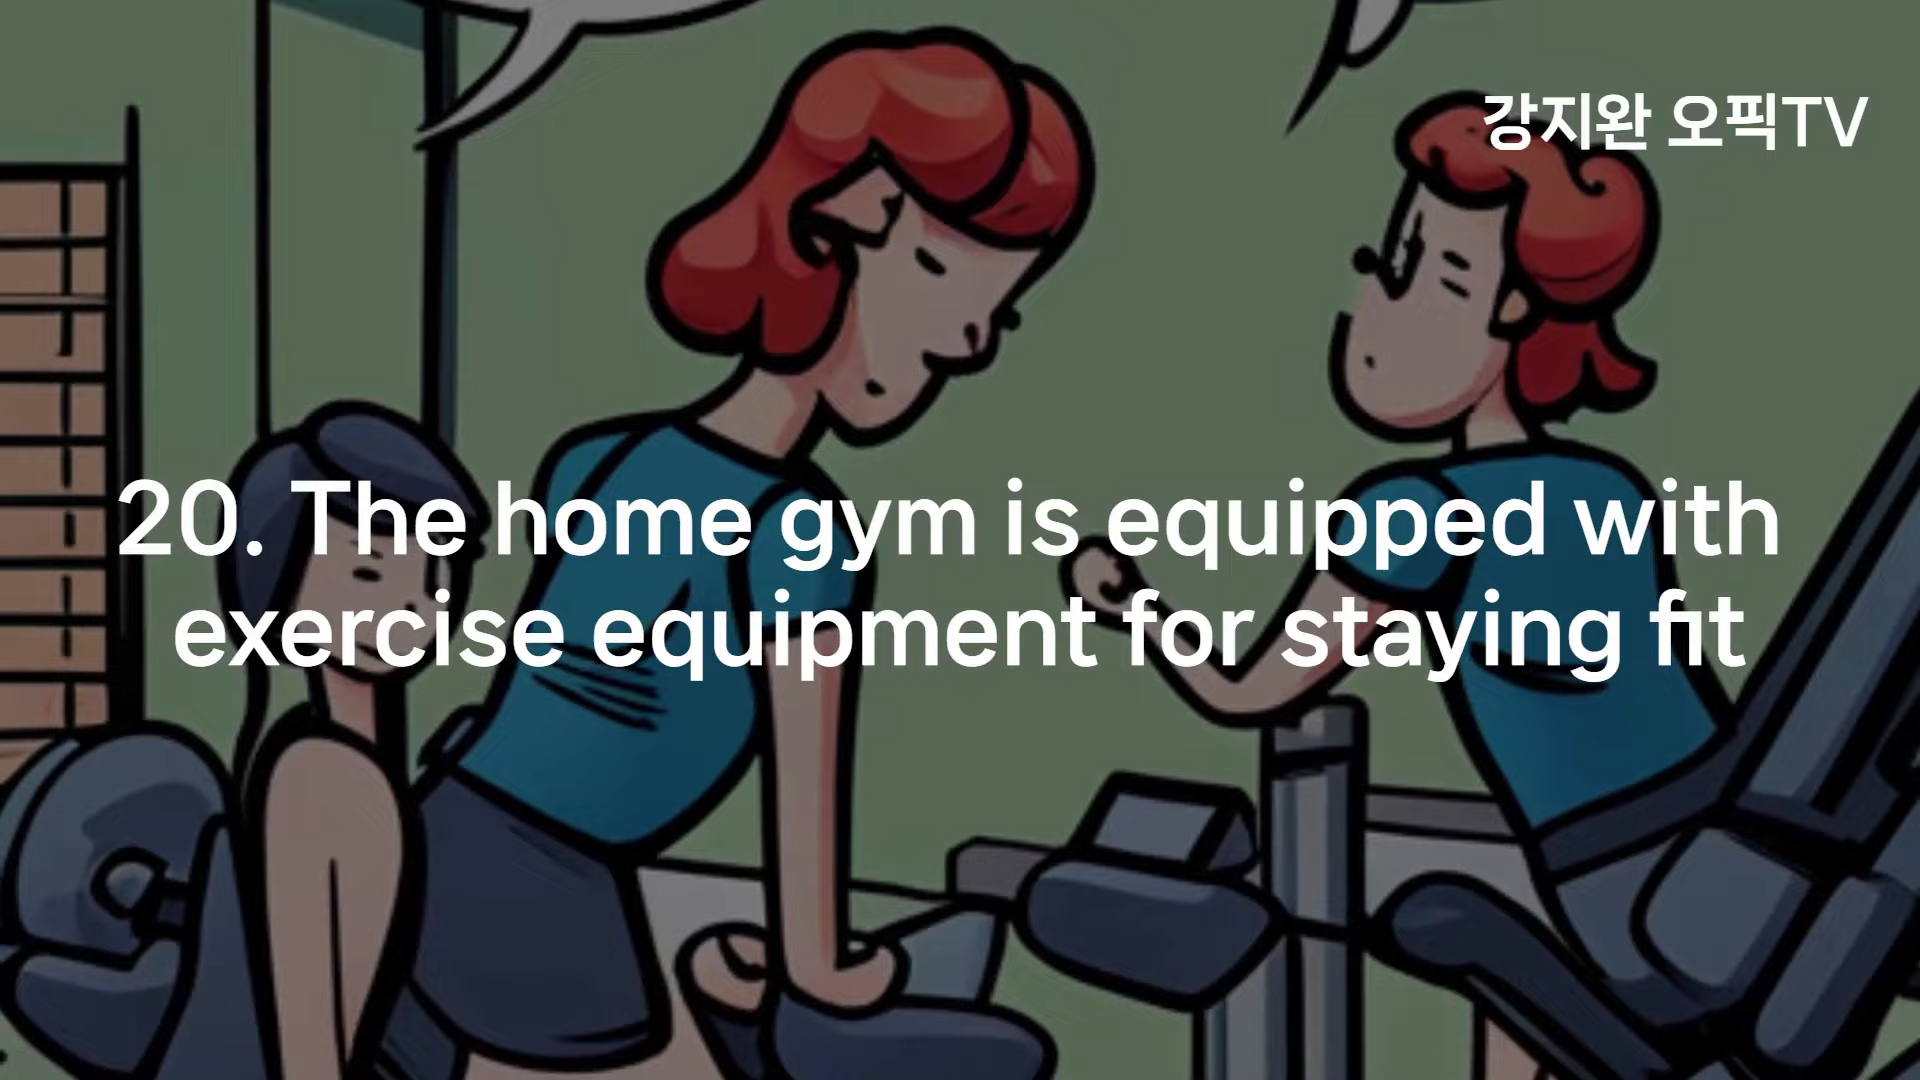 강지완 오픽TV
20. The home gym is equipped with
exercise equipment for staying fit